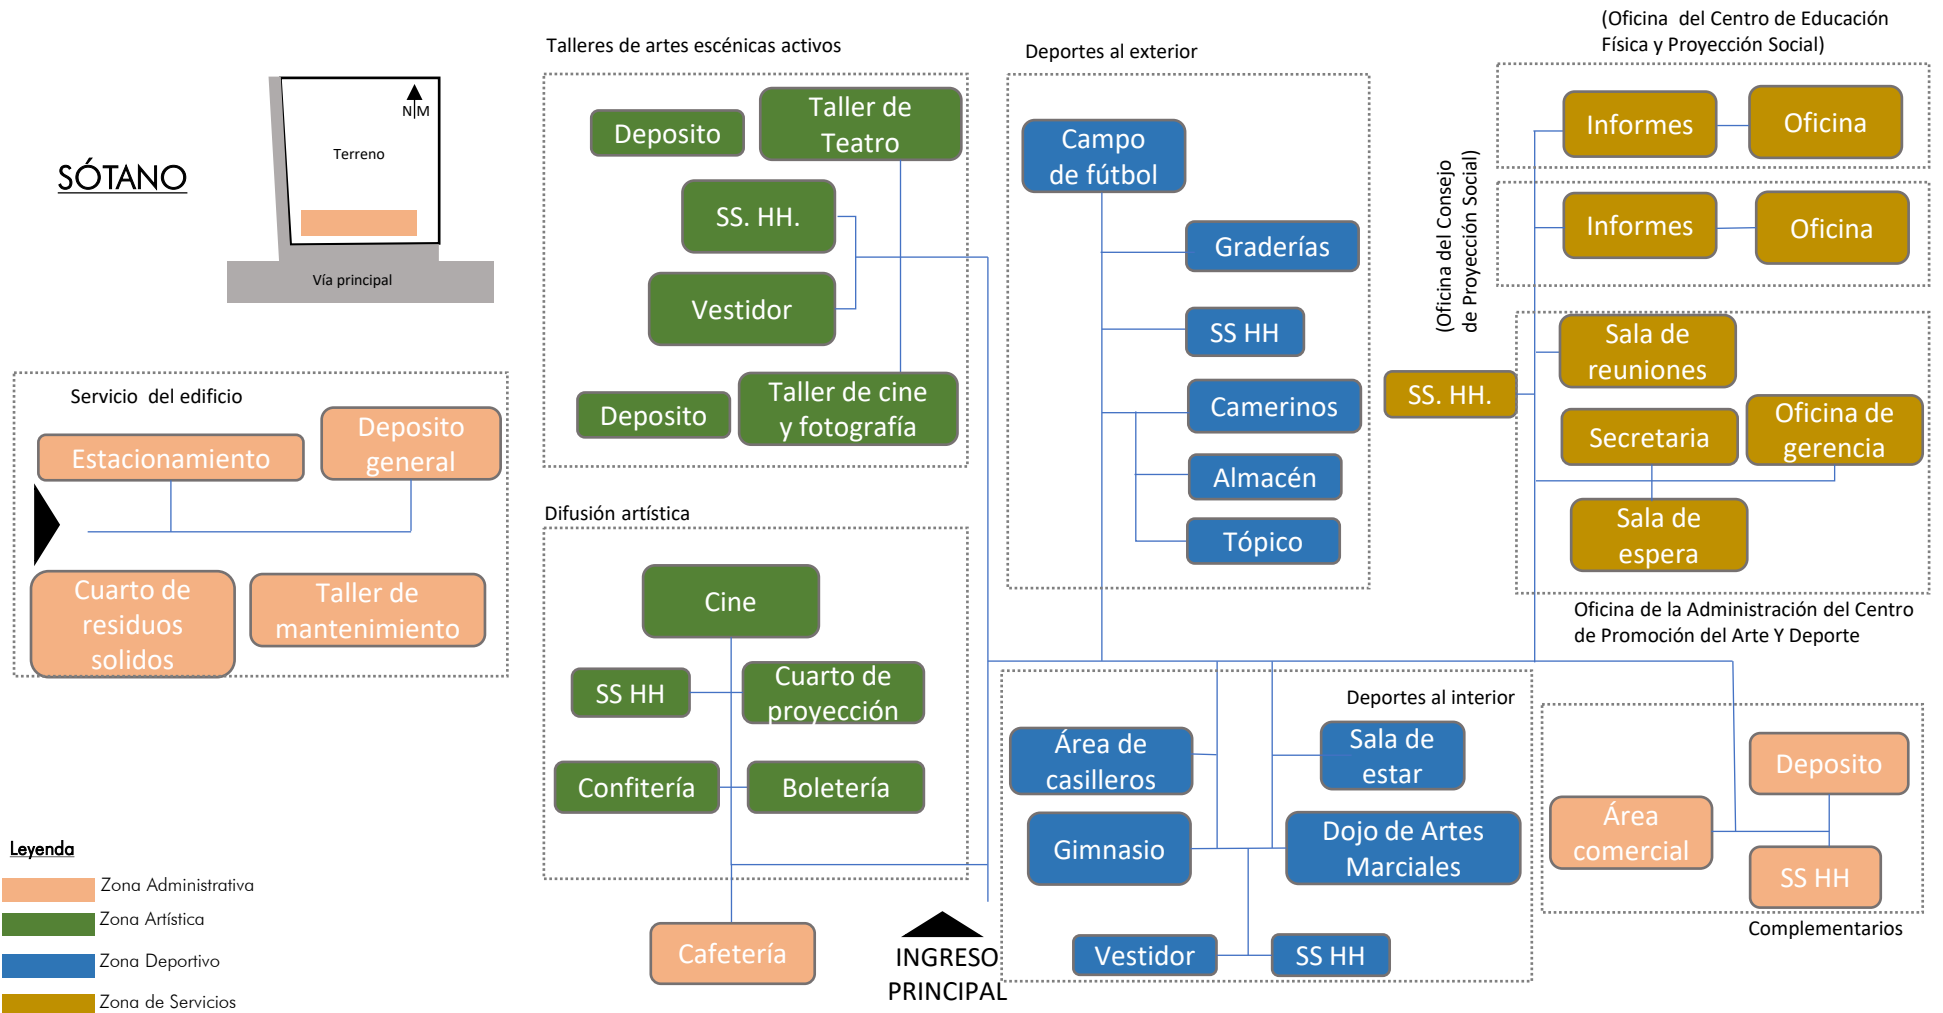 SÓTANO
N M
Terreno
Vía principal
Servicio  del edificio
Estacionamiento
Deposito
general
Cuarto de
residuos
solidos
Taller de
mantenimiento
Leyenda
Zona Administrativa
Zona Artística
Zona Deportivo
Zona de Servicios
Talleres de artes escénicas activos
Deposito
Taller de
Teatro
SS. HH.
Vestidor
Deposito
Taller de cine
y fotografía
Difusión artística
Cine
SS HH
Cuarto de
proyección
Confitería
Boletería
Cafetería
INGRESO
PRINCIPAL
Deportes al exterior
Campo
de fútbol
Graderías
SS HH
Camerinos
Almacén
Tópico
Deportes al interior
Área de
casilleros
Sala de
estar
Gimnasio
Dojo de Artes
Marciales
Vestidor
SS HH
(Oficina  del Centro de Educación
Física y Proyección Social)
Informes
Oficina
(Oficina del Consejo
de Proyección Social)
Informes
Oficina
SS. HH.
Sala de
reuniones
Secretaria
Oficina de
gerencia
Sala de
espera
Oficina de la Administración del Centro
de Promoción del Arte Y Deporte
Deposito
Área
comercial
SS HH
Complementarios